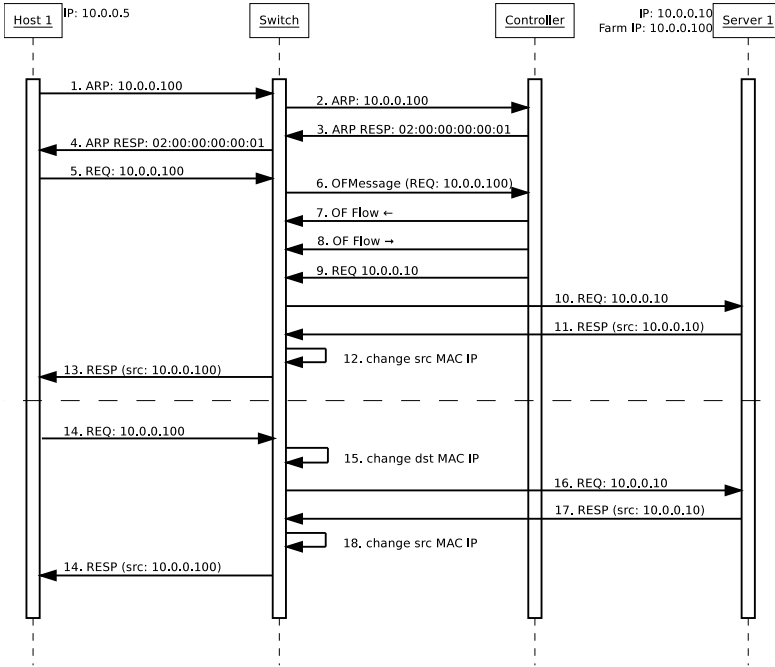 Host 1
IP: 10.0.0.5
Switch
Controller
IP: 10.0.0.10
Farm IP: 10.0.0.100
Server 1
1. ARP: 10.0.0.100
2. ARP: 10.0.0.100
3. ARP RESP: 02:00:00:00:00:01
4. ARP RESP: 02:00:00:00:00:01
5. REQ: 10.0.0.100
6. OFMessage (REQ: 10.0.0.100)
7. OF Flow ←
8. OF Flow →
9. REQ 10.0.0.10
10. REQ: 10.0.0.10
11. RESP (src: 10.0.0.10)
12. change src MAC IP
13. RESP (src: 10.0.0.100)
14. REQ: 10.0.0.100
15. change dst MAC IP
16. REQ: 10.0.0.10
17. RESP (src: 10.0.0.10)
18. change src MAC IP
14. RESP (src: 10.0.0.100)